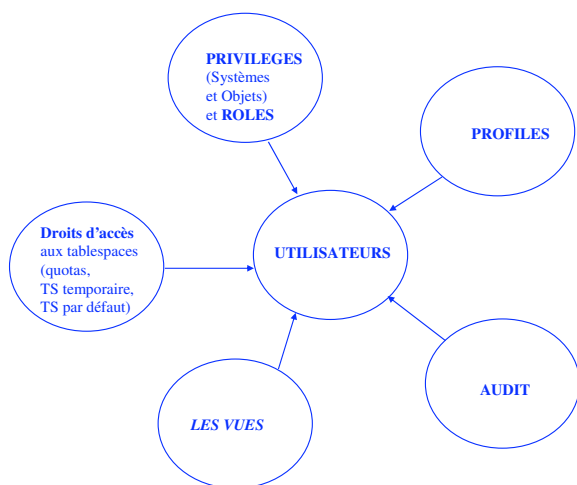 PRIVILEGES
(Systèmes
et Objets)
et ROLES
PROFILES
Droits d'accès
aux tablespaces
(quotas,
TS temporaire,
TS par défaut)
UTILISATEURS
LES VUES
AUDIT